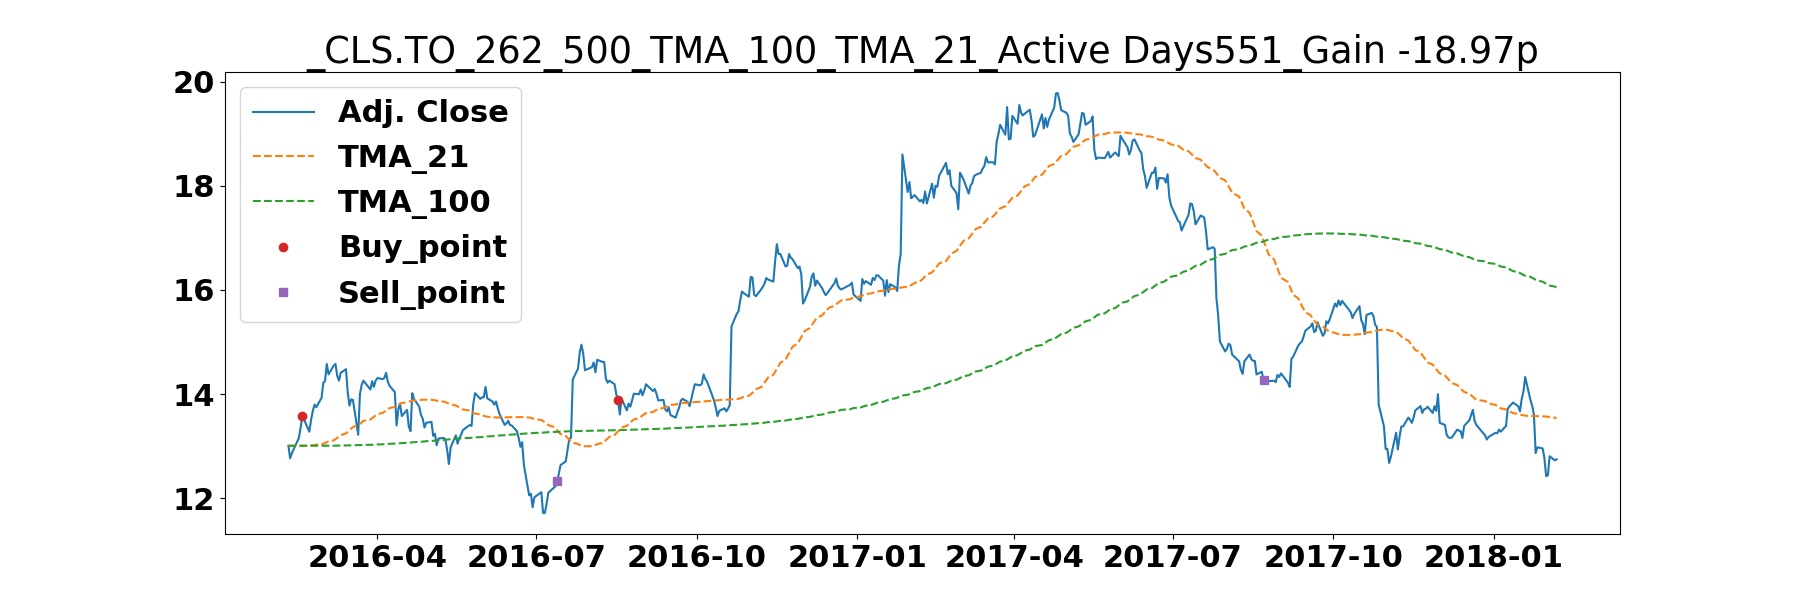 _CLS.TO_262_500_TMA_100_TMA_21_Active Days551_Gain -18.97p
20
18
16
14
12
Adj. Close
TMA_21
TMA_100
Buy_point
Sell_point
2016-04 2016-07 2016-10 2017-01 2017-04 2017-07 2017-10 2018-01